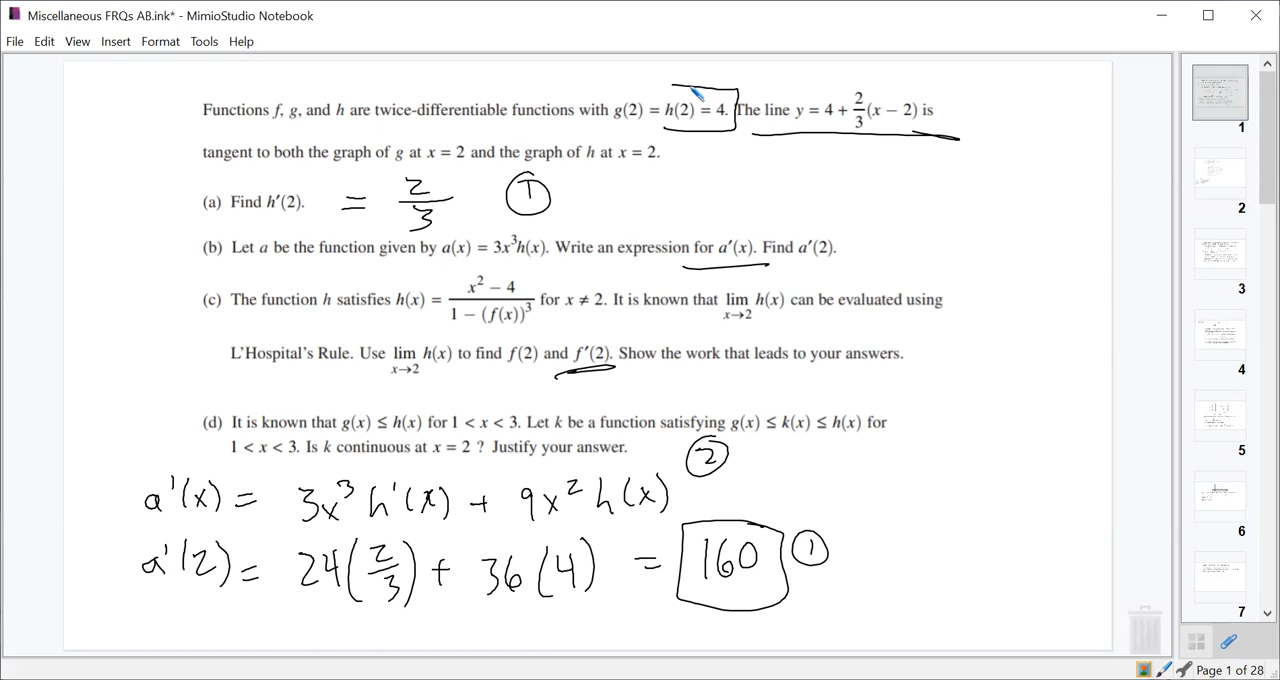 Miscellaneous FRQs AB.ink* - MimioStudio Notebook
File Edit View Insert Format Tools Help
Functions f, g, and h are twice-differentiable functions with g(2) = h(2) = 4. The line y = 4 + 2/3(x − 2) is
tangent to both the graph of g at x = 2 and the graph of h at x = 2.
(a) Find h′(2). = 2/3 ①
(b) Let a be the function given by a(x) = 3x³h(x). Write an expression for a′(x). Find a′(2).
(c) The function h satisfies h(x) = (x² − 4)/(1 − (f(x))³) for x ≠ 2. It is known that lim x→2 h(x) can be evaluated using
L’Hospital’s Rule. Use lim x→2 h(x) to find f(2) and f′(2). Show the work that leads to your answers.
(d) It is known that g(x) ≤ h(x) for 1 < x < 3. Let k be a function satisfying g(x) ≤ k(x) ≤ h(x) for
1 < x < 3. Is k continuous at x = 2 ? Justify your answer.
②
a'(x) = 3x³ h'(x) + 9x² h(x)
a'(2) = 24(2/3) + 36(4) = 160 ①
1
2
3
4
5
6
7
Page 1 of 28